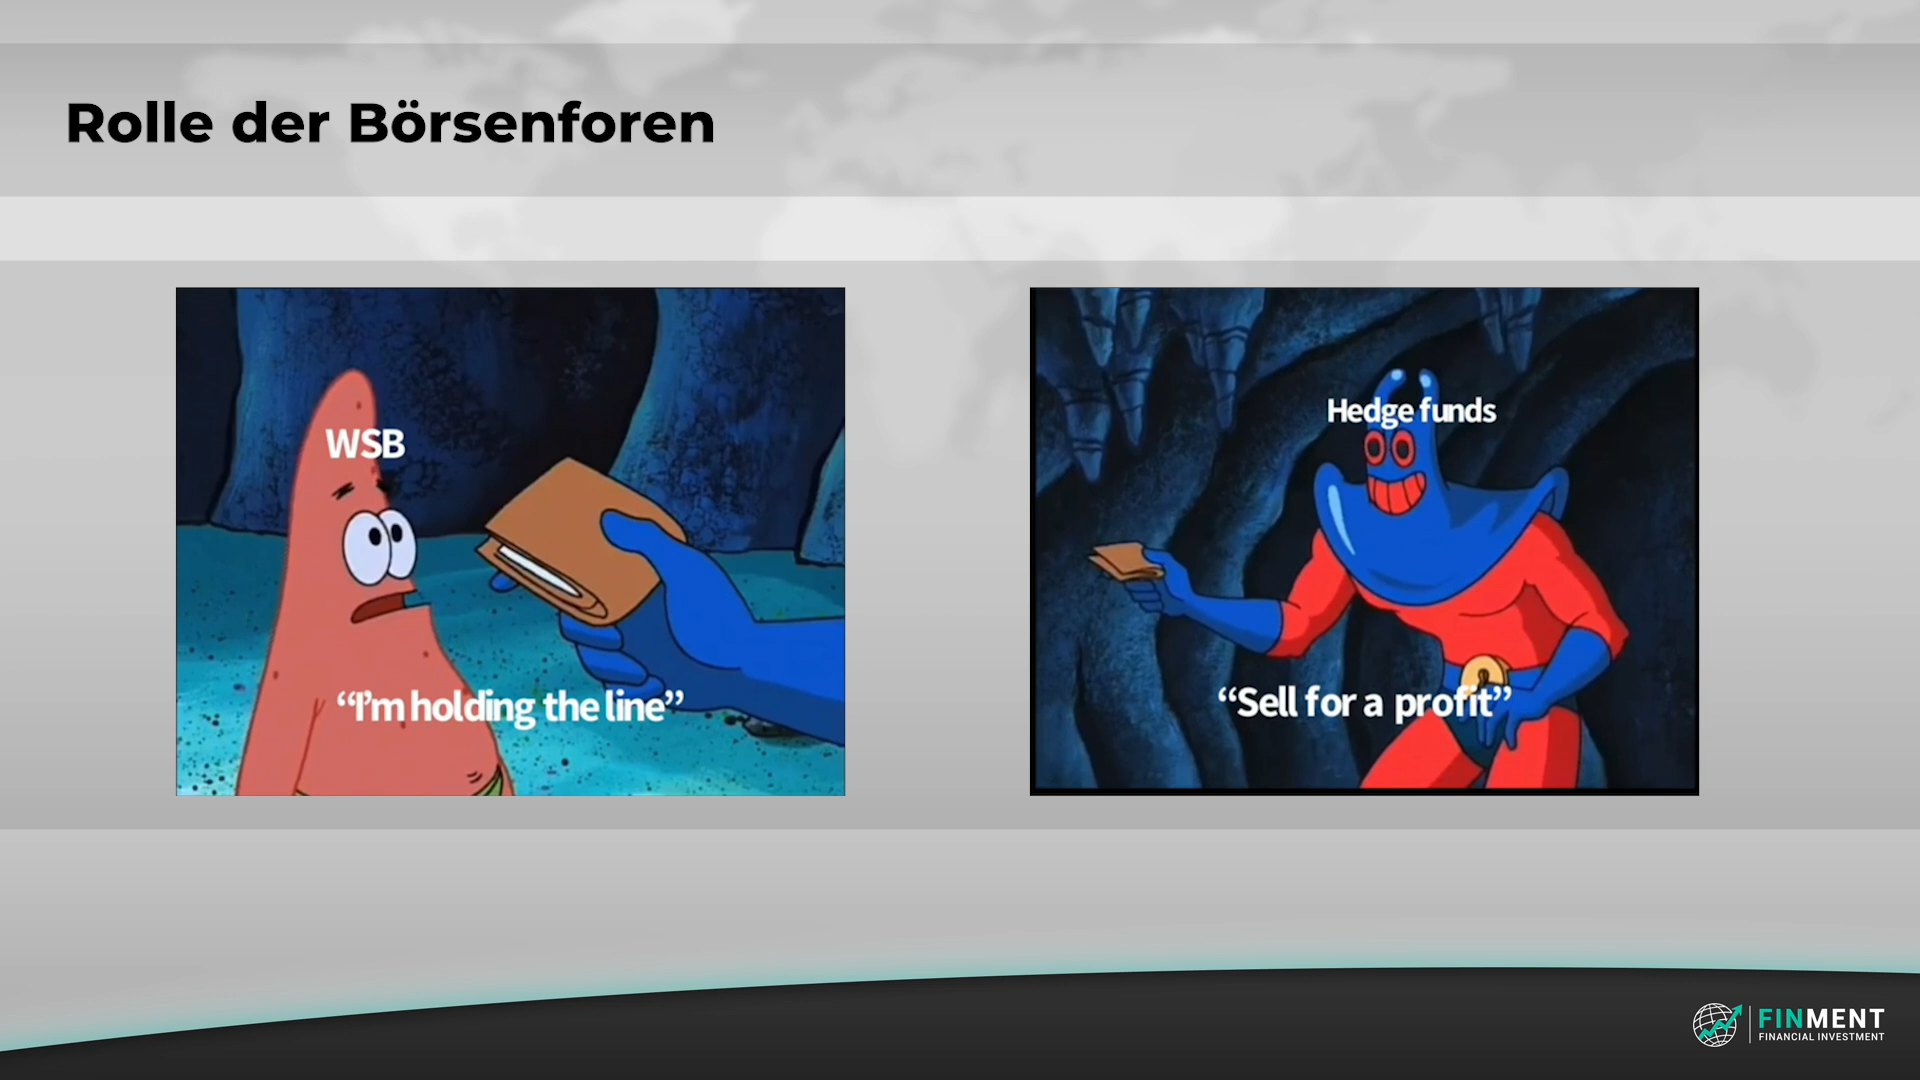 Rolle der Börsenforen
WSB
“I’m holding the line”
Hedge funds
“Sell for a profit”
FINMENT
FINANCIAL INVESTMENT